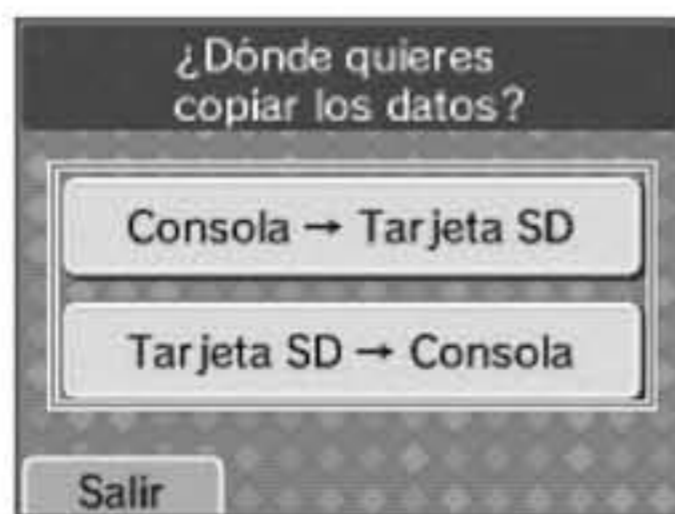 ¿Dónde quieres
copiar los datos?
Consola → Tarjeta SD
Tarjeta SD → Consola
Salir